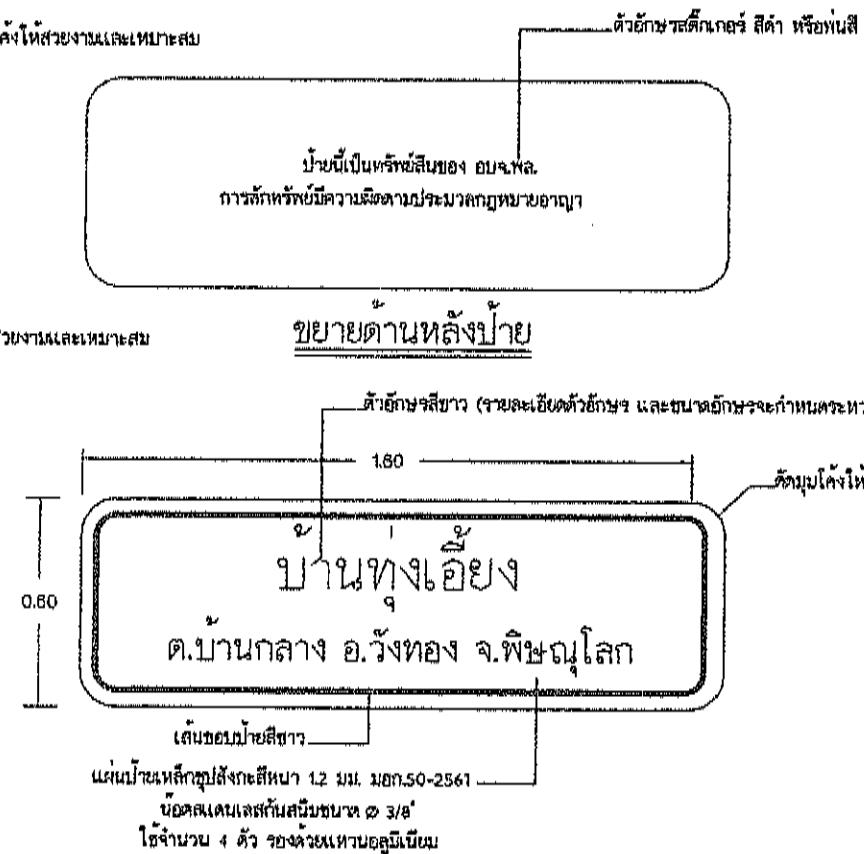 ค้งให้สวยงามและเหมาะสม
ตัวอักษรสติ๊กเกอร์ สีดำ หรือพ่นสี
ป้ายนี้เป็นทรัพย์สินของ อบจ.พล.
การลักทรัพย์มีความผิดตามประมวลกฎหมายอาญา
ขยายด้านหลังป้าย
วยงามและเหมาะสม
ตัวอักษรสีขาว (รายละเอียดตัวอักษร และขนาดอักษรจะกำหนดระหว
1.60
ตัดมุมโค้งให้
0.60
บ้านทุ่งเอี้ยง
ต.บ้านกลาง อ.วังทอง จ.พิษณุโลก
เส้นขอบป้ายสีขาว
แผ่นป้ายเหล็กชุปสังกะสีหนา 1.2 มม. มอก.50-2561
น๊อตสแตนเลสกันสนิมขนาด ø 3/8"
ใช้จำนวน 4 ตัว รองด้วยแหวนอลูมิเนียม